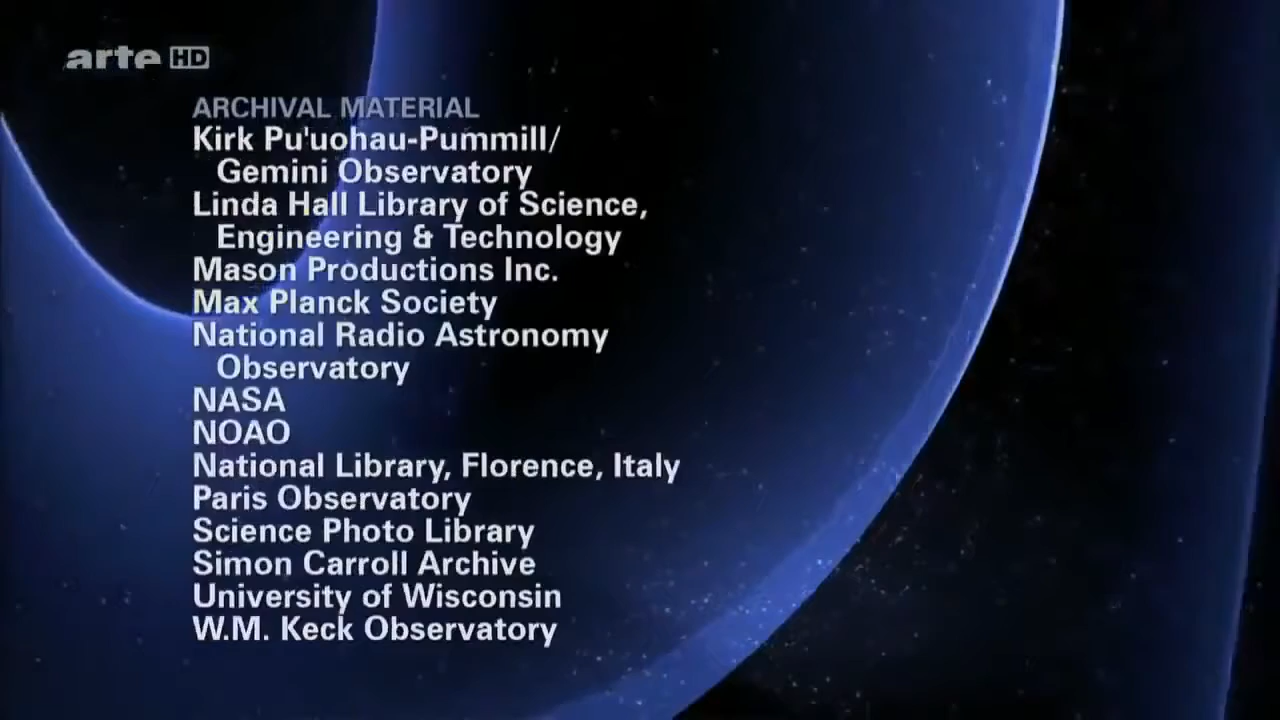 arte HD
ARCHIVAL MATERIAL
Kirk Pu'uohau-Pummill/
Gemini Observatory
Linda Hall Library of Science,
Engineering & Technology
Mason Productions Inc.
Max Planck Society
National Radio Astronomy
Observatory
NASA
NOAO
National Library, Florence, Italy
Paris Observatory
Science Photo Library
Simon Carroll Archive
University of Wisconsin
W.M. Keck Observatory